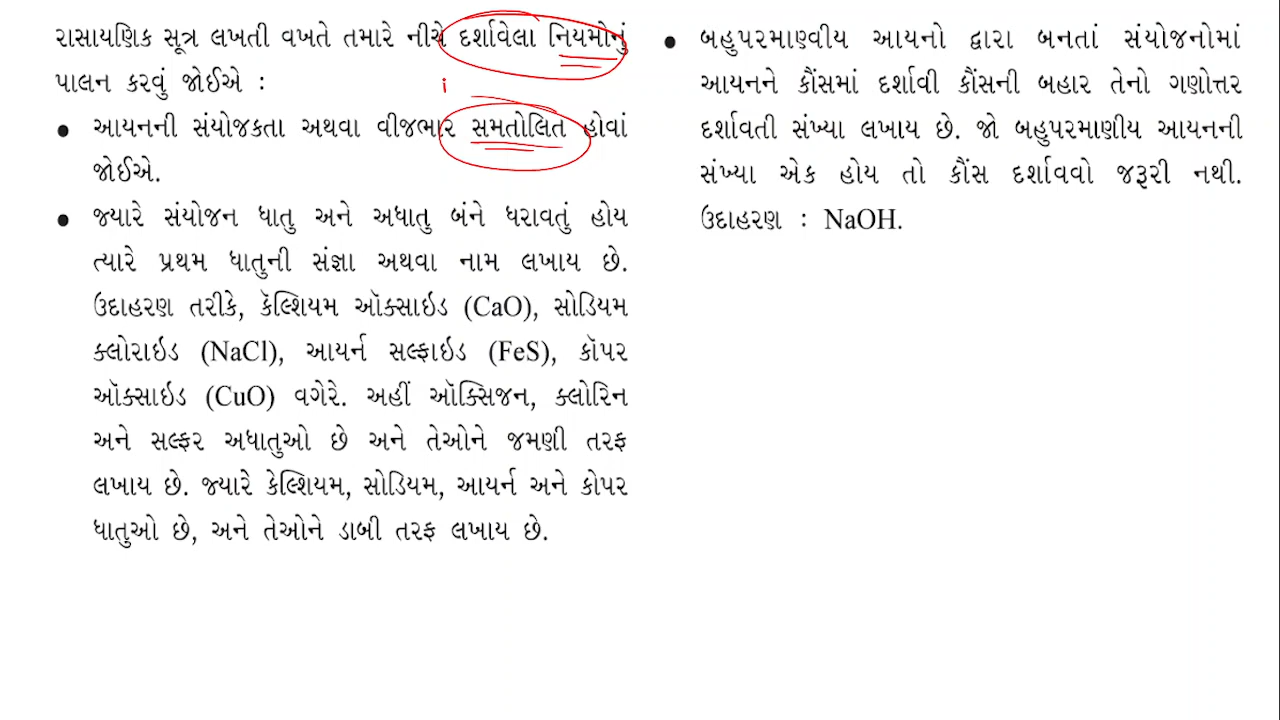 રાસાયણિક સૂત્ર લખતી વખતે તમારે નીચે દર્શાવેલા નિયમોનું
પાલન કરવું જોઈએ :
i
• આયનની સંયોજકતા અથવા વીજભાર સમતોલિત હોવાં
જોઈએ.
• જ્યારે સંયોજન ધાતુ અને અધાતુ બંને ધરાવતું હોય
ત્યારે પ્રથમ ધાતુની સંજ્ઞા અથવા નામ લખાય છે.
ઉદાહરણ તરીકે, કૅલ્શિયમ ઑક્સાઇડ (CaO), સોડિયમ
ક્લોરાઇડ (NaCl), આયર્ન સલ્ફાઇડ (FeS), કૉપર
ઑક્સાઇડ (CuO) વગેરે. અહીં ઑક્સિજન, ક્લોરિન
અને સલ્ફર અધાતુઓ છે અને તેઓને જમણી તરફ
લખાય છે. જ્યારે કેલ્શિયમ, સોડિયમ, આયર્ન અને કોપર
ધાતુઓ છે, અને તેઓને ડાબી તરફ લખાય છે.
• બહુપરમાણ્વીય આયનો દ્વારા બનતાં સંયોજનોમાં
આયનને કૌંસમાં દર્શાવી કૌંસની બહાર તેનો ગણોત્તર
દર્શાવતી સંખ્યા લખાય છે. જો બહુપરમાણીય આયનની
સંખ્યા એક હોય તો કૌંસ દર્શાવવો જરૂરી નથી.
ઉદાહરણ : NaOH.